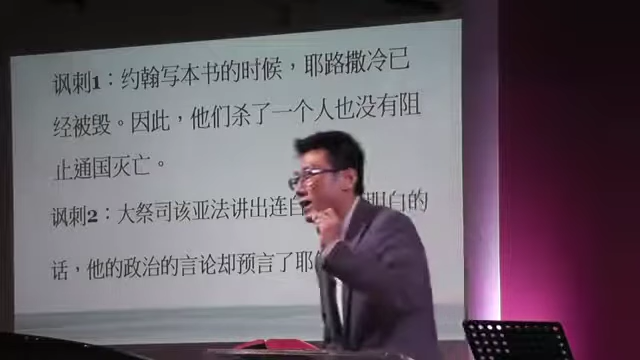 讽刺1：约翰写本书的时候，耶路撒冷已
经被毁。因此，他们杀了一个人也没有阻
止通国灭亡。
讽刺2：大祭司该亚法讲出连自 明白的
话，他的政治的言论却预言了耶